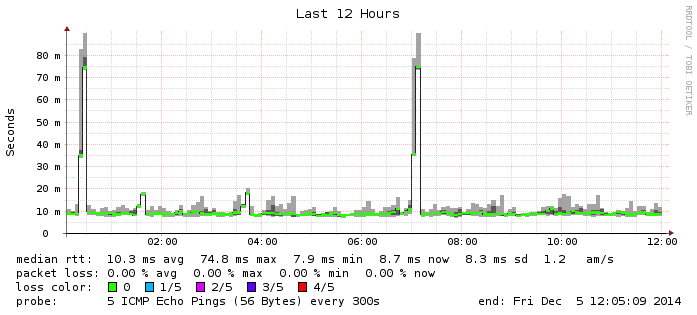 Last 12 Hours
RRDTOOL / TOBI OETIKER
Seconds
80 m
70 m
60 m
50 m
40 m
30 m
20 m
10 m
0
02:00 04:00 06:00 08:00 10:00 12:00
median rtt: 10.3 ms avg 74.8 ms max 7.9 ms min 8.7 ms now 8.3 ms sd 1.2 am/s
packet loss: 0.00 % avg 0.00 % max 0.00 % min 0.00 % now
loss color: 0 1/5 2/5 3/5 4/5
probe: 5 ICMP Echo Pings (56 Bytes) every 300s end: Fri Dec 5 12:05:09 2014